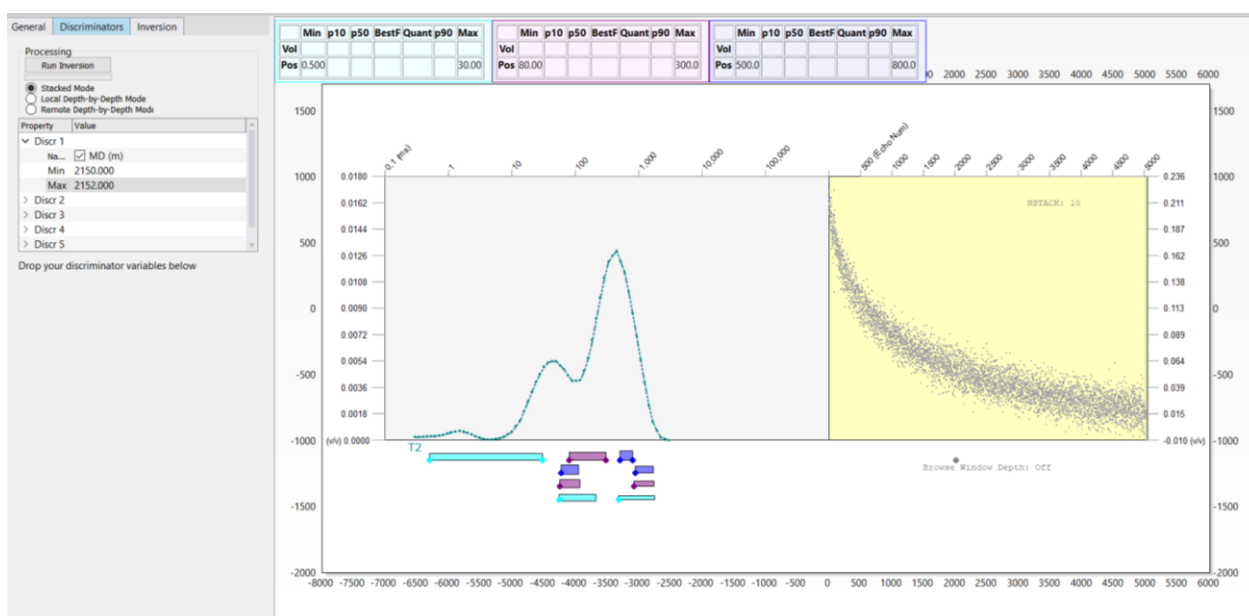 General Discriminators Inversion
Processing
Run Inversion
Stacked Mode
Local Depth-by-Depth Mode
Remote Depth-by-Depth Mode
Property Value
Discr 1
Na... MD (m)
Min 2150.000
Max 2152.000
Discr 2
Discr 3
Discr 4
Discr 5
Drop your discriminator variables below
Min p10 p50 BestF Quant p90 Max
Vol
Pos 0.500 30.00
Min p10 p50 BestF Quant p90 Max
Vol
Pos 80.00 300.0
Min p10 p50 BestF Quant p90 Max
Vol
Pos 500.0 800.0
0 2000 2500 3000 3500 4000 4500 5000 5500 6000
1500 1500
0.1 (ms) 1 10 100 1,000 10,000 100,000 500 (Echo Num) 1000 1500 2000 2500 3000 3500 4000 4500 5000
1000 0.0180 0.236 1000
0.0162 NSTACK: 10 0.211
500 0.0144 0.187 500
0.0126 0.162
0.0108 0.138
0 0.0090 0.113 0
0.0072 0.089
-500 0.0054 0.064 -500
0.0036 0.039
0.0018 0.015
-1000 (v/v) 0.0000 -0.010 (v/v) -1000
T2
Browse Window Depth: Off
-1500 -1500
-2000 -2000
-8000 -7500 -7000 -6500 -6000 -5500 -5000 -4500 -4000 -3500 -3000 -2500 -2000 -1500 -1000 -500 0 500 1000 1500 2000 2500 3000 3500 4000 4500 5000 5500 6000